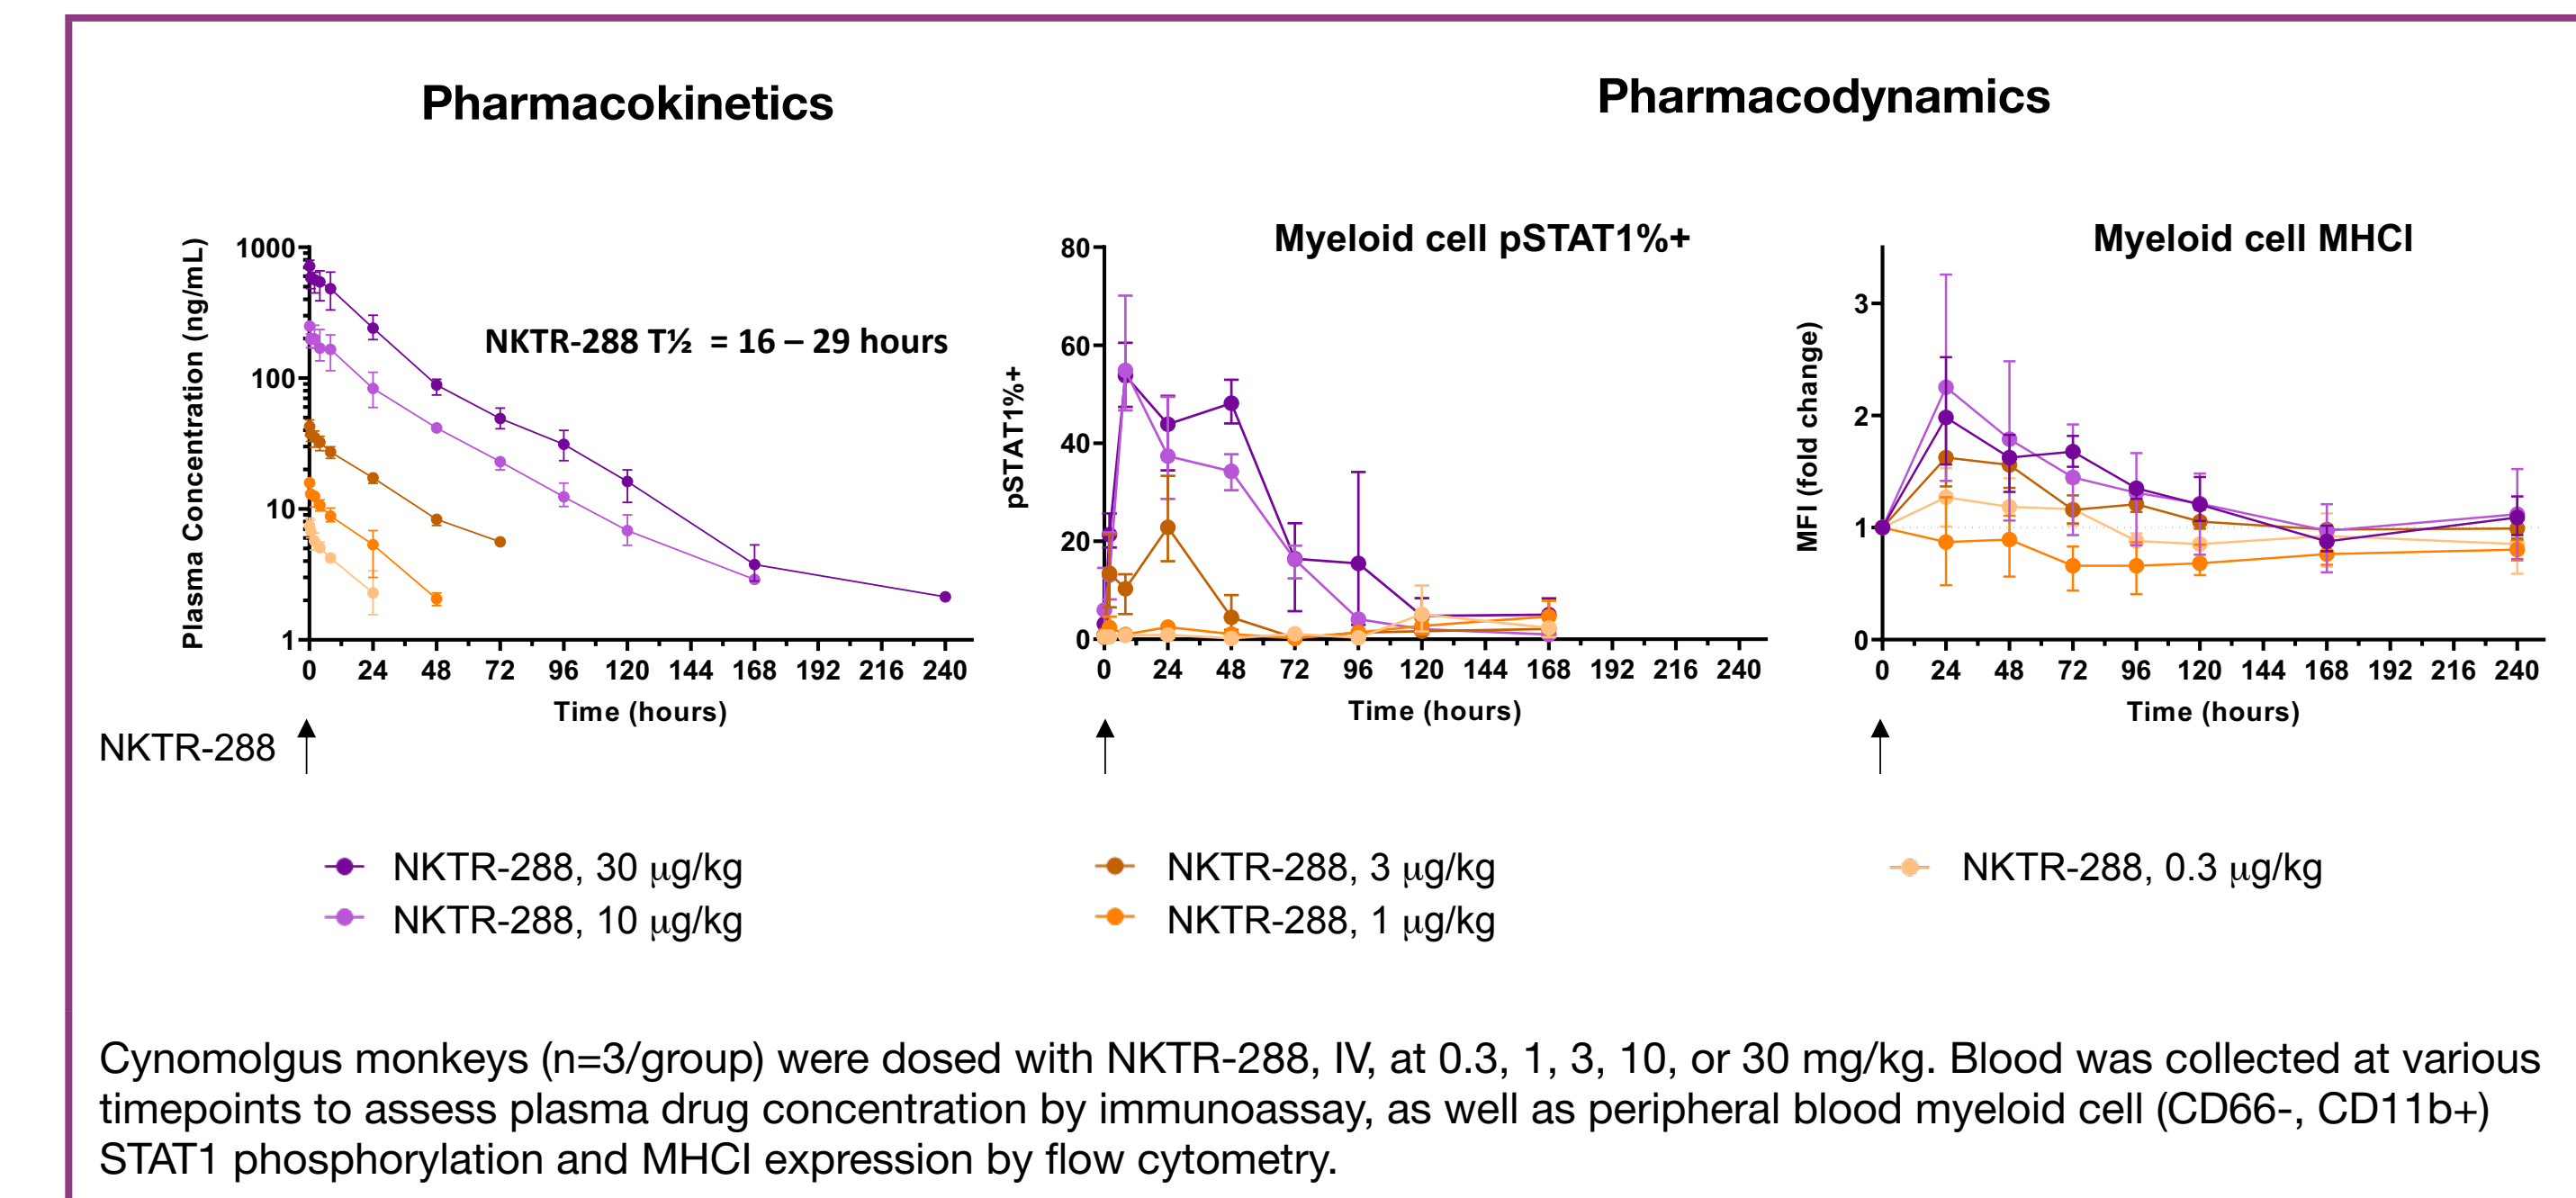 Pharmacokinetics
Plasma Concentration (ng/mL)
1000
100
10
1
NKTR-288 T½ = 16 – 29 hours
0 24 48 72 96 120 144 168 192 216 240
Time (hours)
NKTR-288
Pharmacodynamics
Myeloid cell pSTAT1%+
pSTAT1%+
80
60
40
20
0
0 24 48 72 96 120 144 168 192 216 240
Time (hours)
Myeloid cell MHCI
MFI (fold change)
3
2
1
0
0 24 48 72 96 120 144 168 192 216 240
Time (hours)
NKTR-288, 30 μg/kg
NKTR-288, 10 μg/kg
NKTR-288, 3 μg/kg
NKTR-288, 1 μg/kg
NKTR-288, 0.3 μg/kg
Cynomolgus monkeys (n=3/group) were dosed with NKTR-288, IV, at 0.3, 1, 3, 10, or 30 mg/kg. Blood was collected at various
timepoints to assess plasma drug concentration by immunoassay, as well as peripheral blood myeloid cell (CD66-, CD11b+)
STAT1 phosphorylation and MHCI expression by flow cytometry.